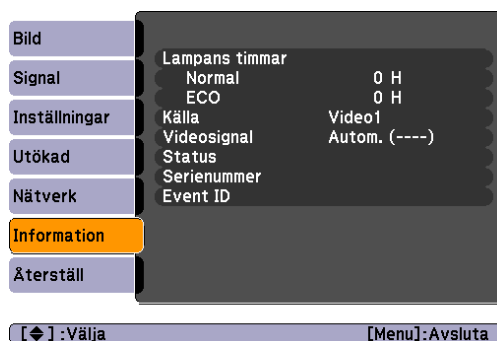 Bild
Signal
Inställningar
Utökad
Nätverk
Information
Återställ
Lampans timmar
Normal 0 H
ECO 0 H
Källa Video1
Videosignal Autom. (----)
Status
Serienummer
Event ID
[◆] :Välja [Menu]:Avsluta